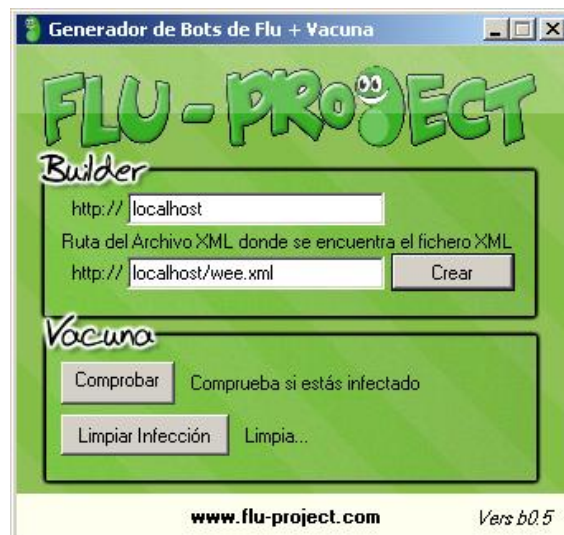 Generador de Bots de Flu + Vacuna
FLU-PROJECT
Builder
http:// localhost
Ruta del Archivo XML donde se encuentra el fichero XML
http:// localhost/wee.xml Crear
Vacuna
Comprobar Comprueba si estás infectado
Limpiar Infección Limpia...
www.flu-project.com Vers b0.5